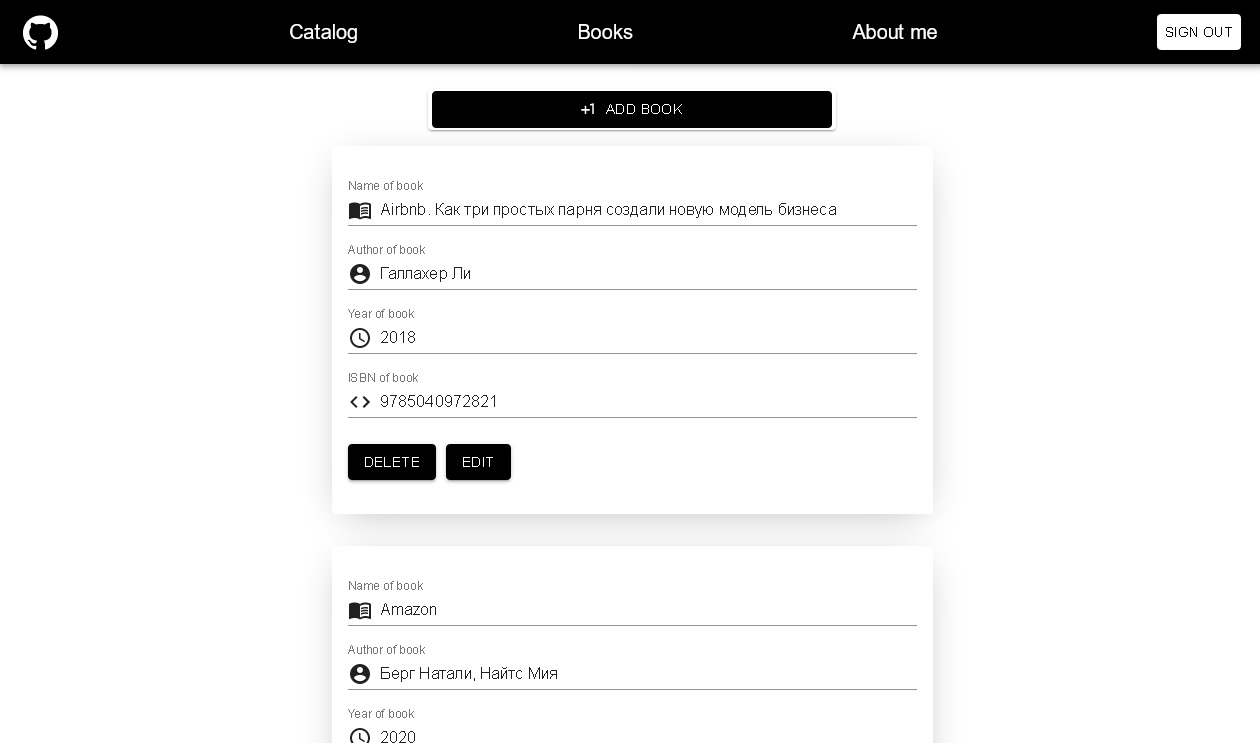 Catalog Books About me SIGN OUT
+1 ADD BOOK
Name of book
Airbnb. Как три простых парня создали новую модель бизнеса
Author of book
Галлахер Ли
Year of book
2018
ISBN of book
9785040972821
DELETE EDIT
Name of book
Amazon
Author of book
Берг Натали, Найтс Мия
Year of book
2020